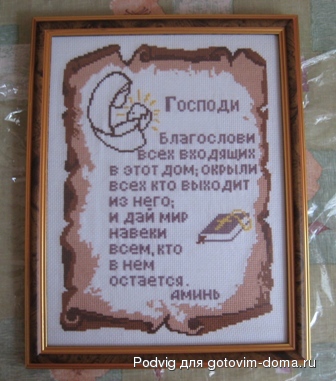 Господи
Благослови
всех входящих
в этот дом; окрыли
всех кто выходит
из него;
и дай мир
навеки
всем, кто
в нем
остается.
аминь
Podvig для gotovim-doma.ru